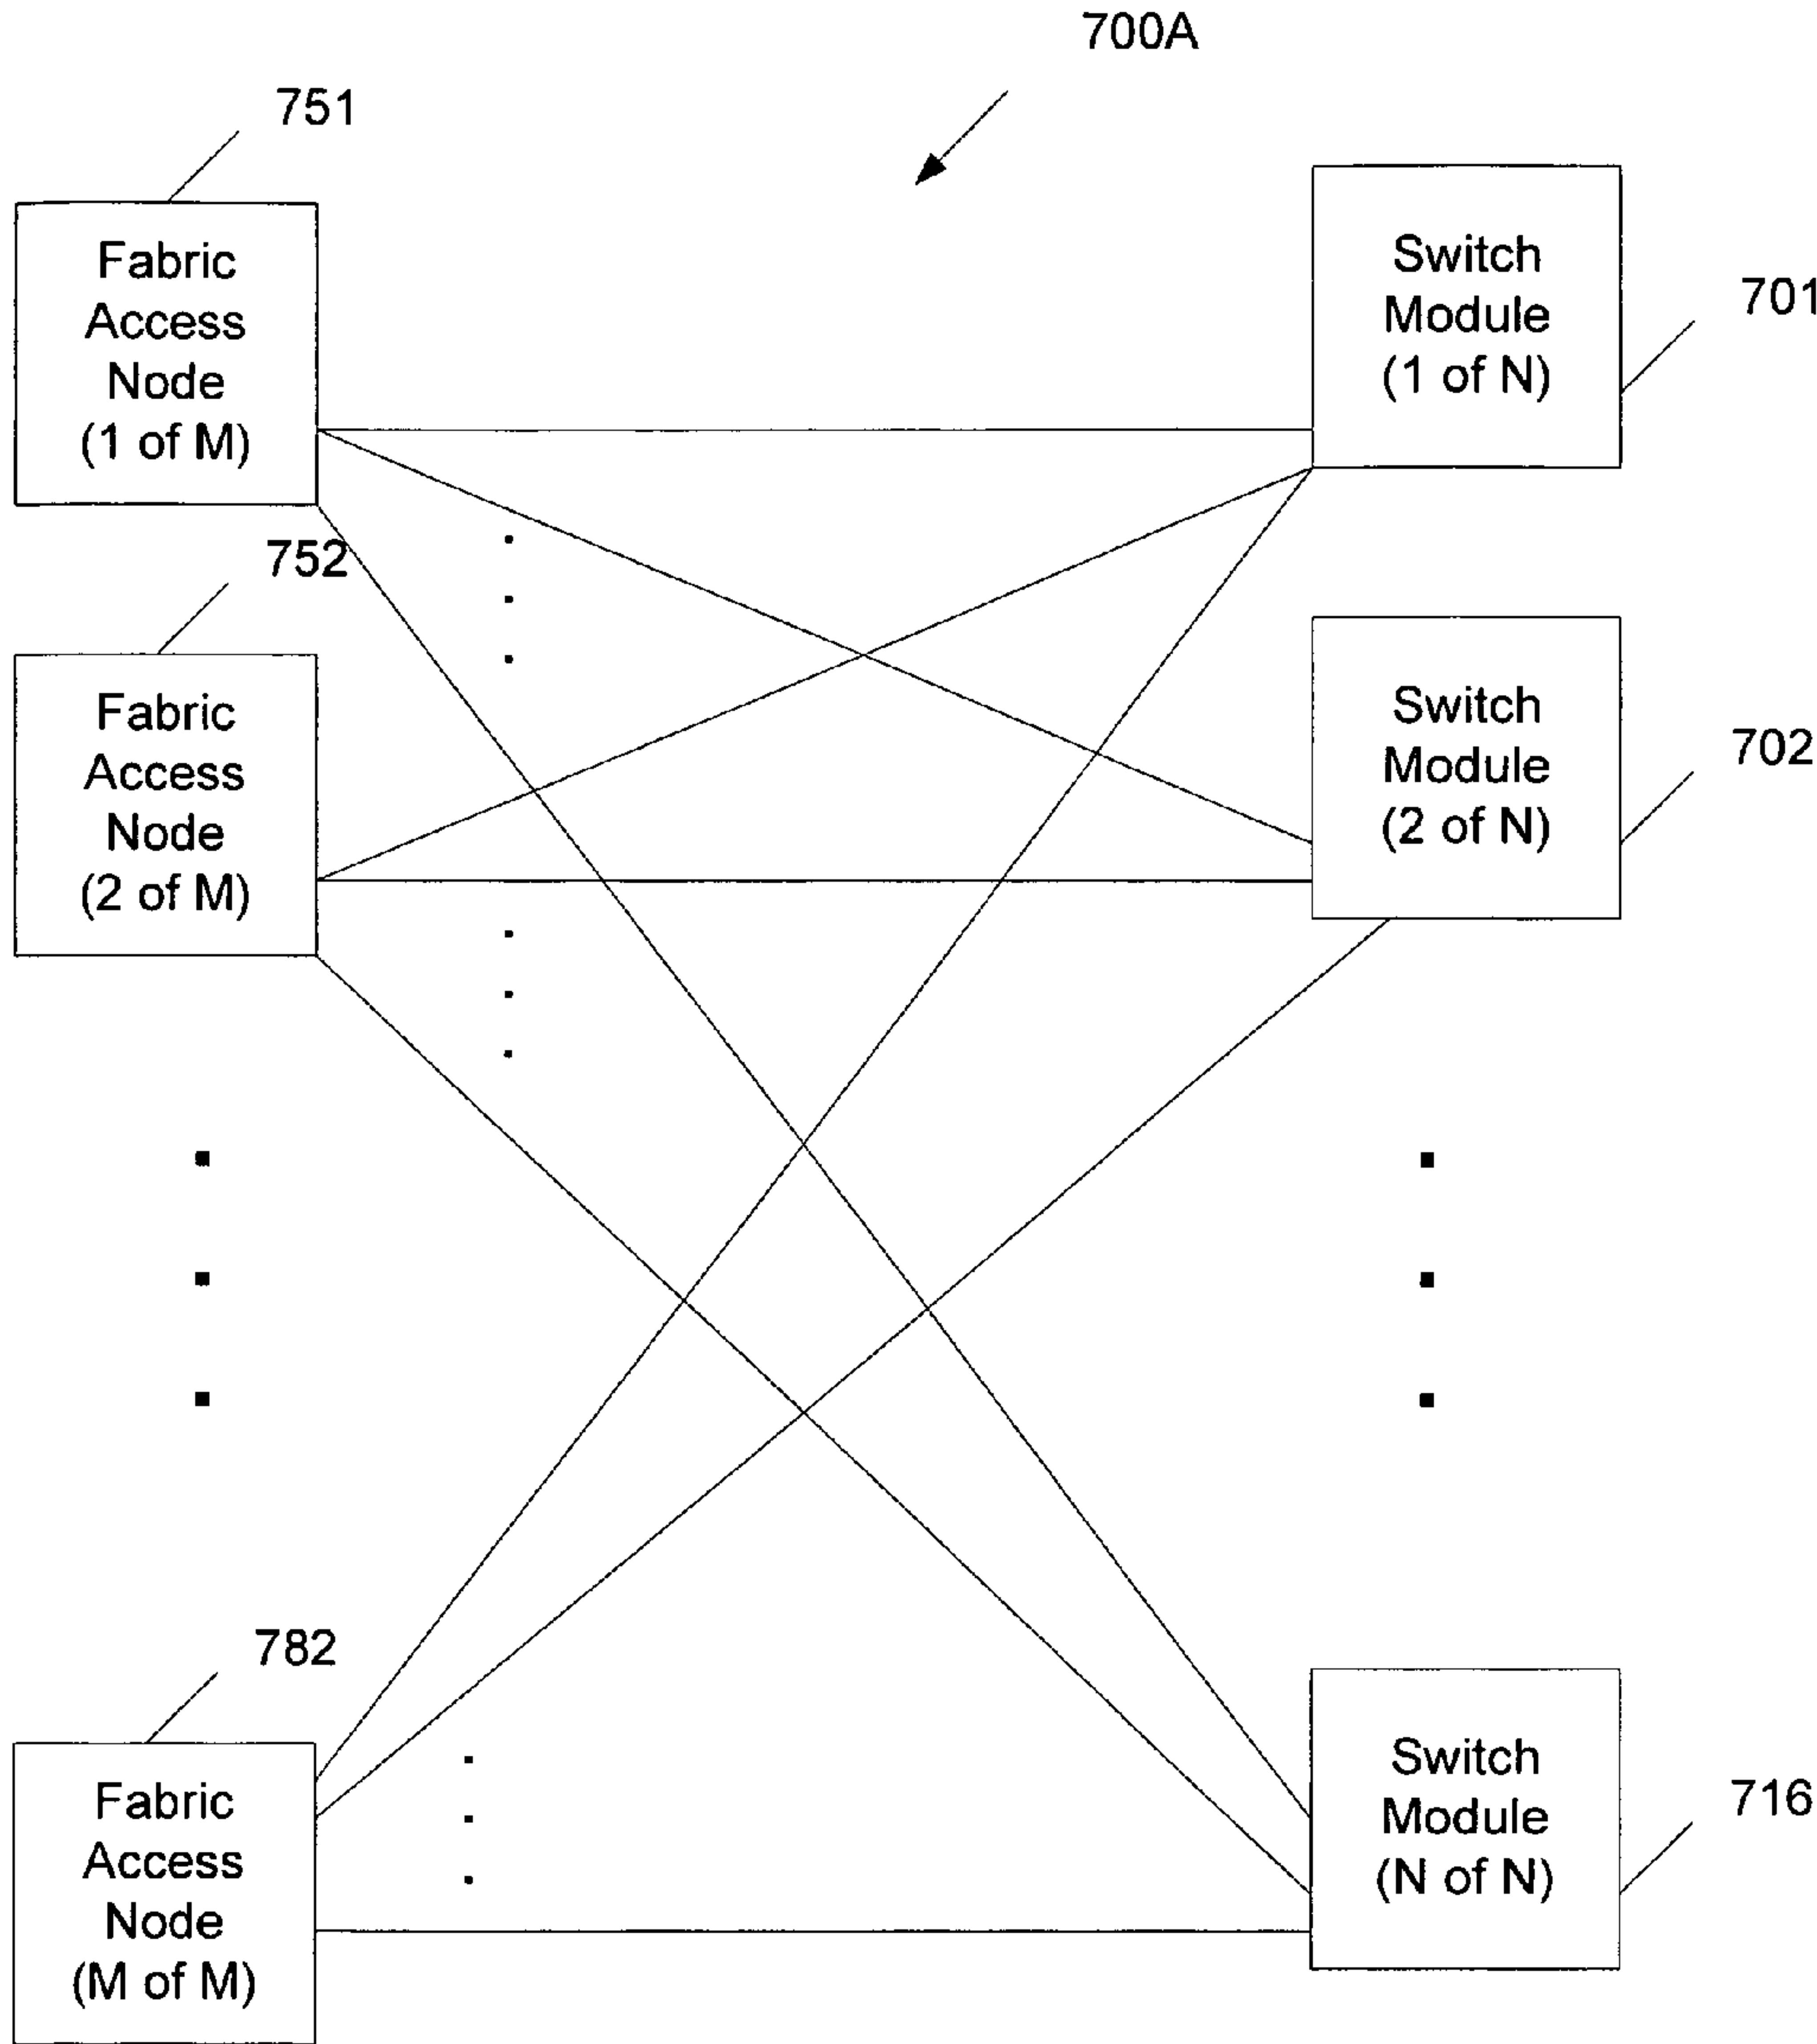 700A
751
Fabric
Access
Node
(1 of M)
Switch
Module
(1 of N)
701
752
Fabric
Access
Node
(2 of M)
Switch
Module
(2 of N)
702
782
Fabric
Access
Node
(M of M)
Switch
Module
(N of N)
716